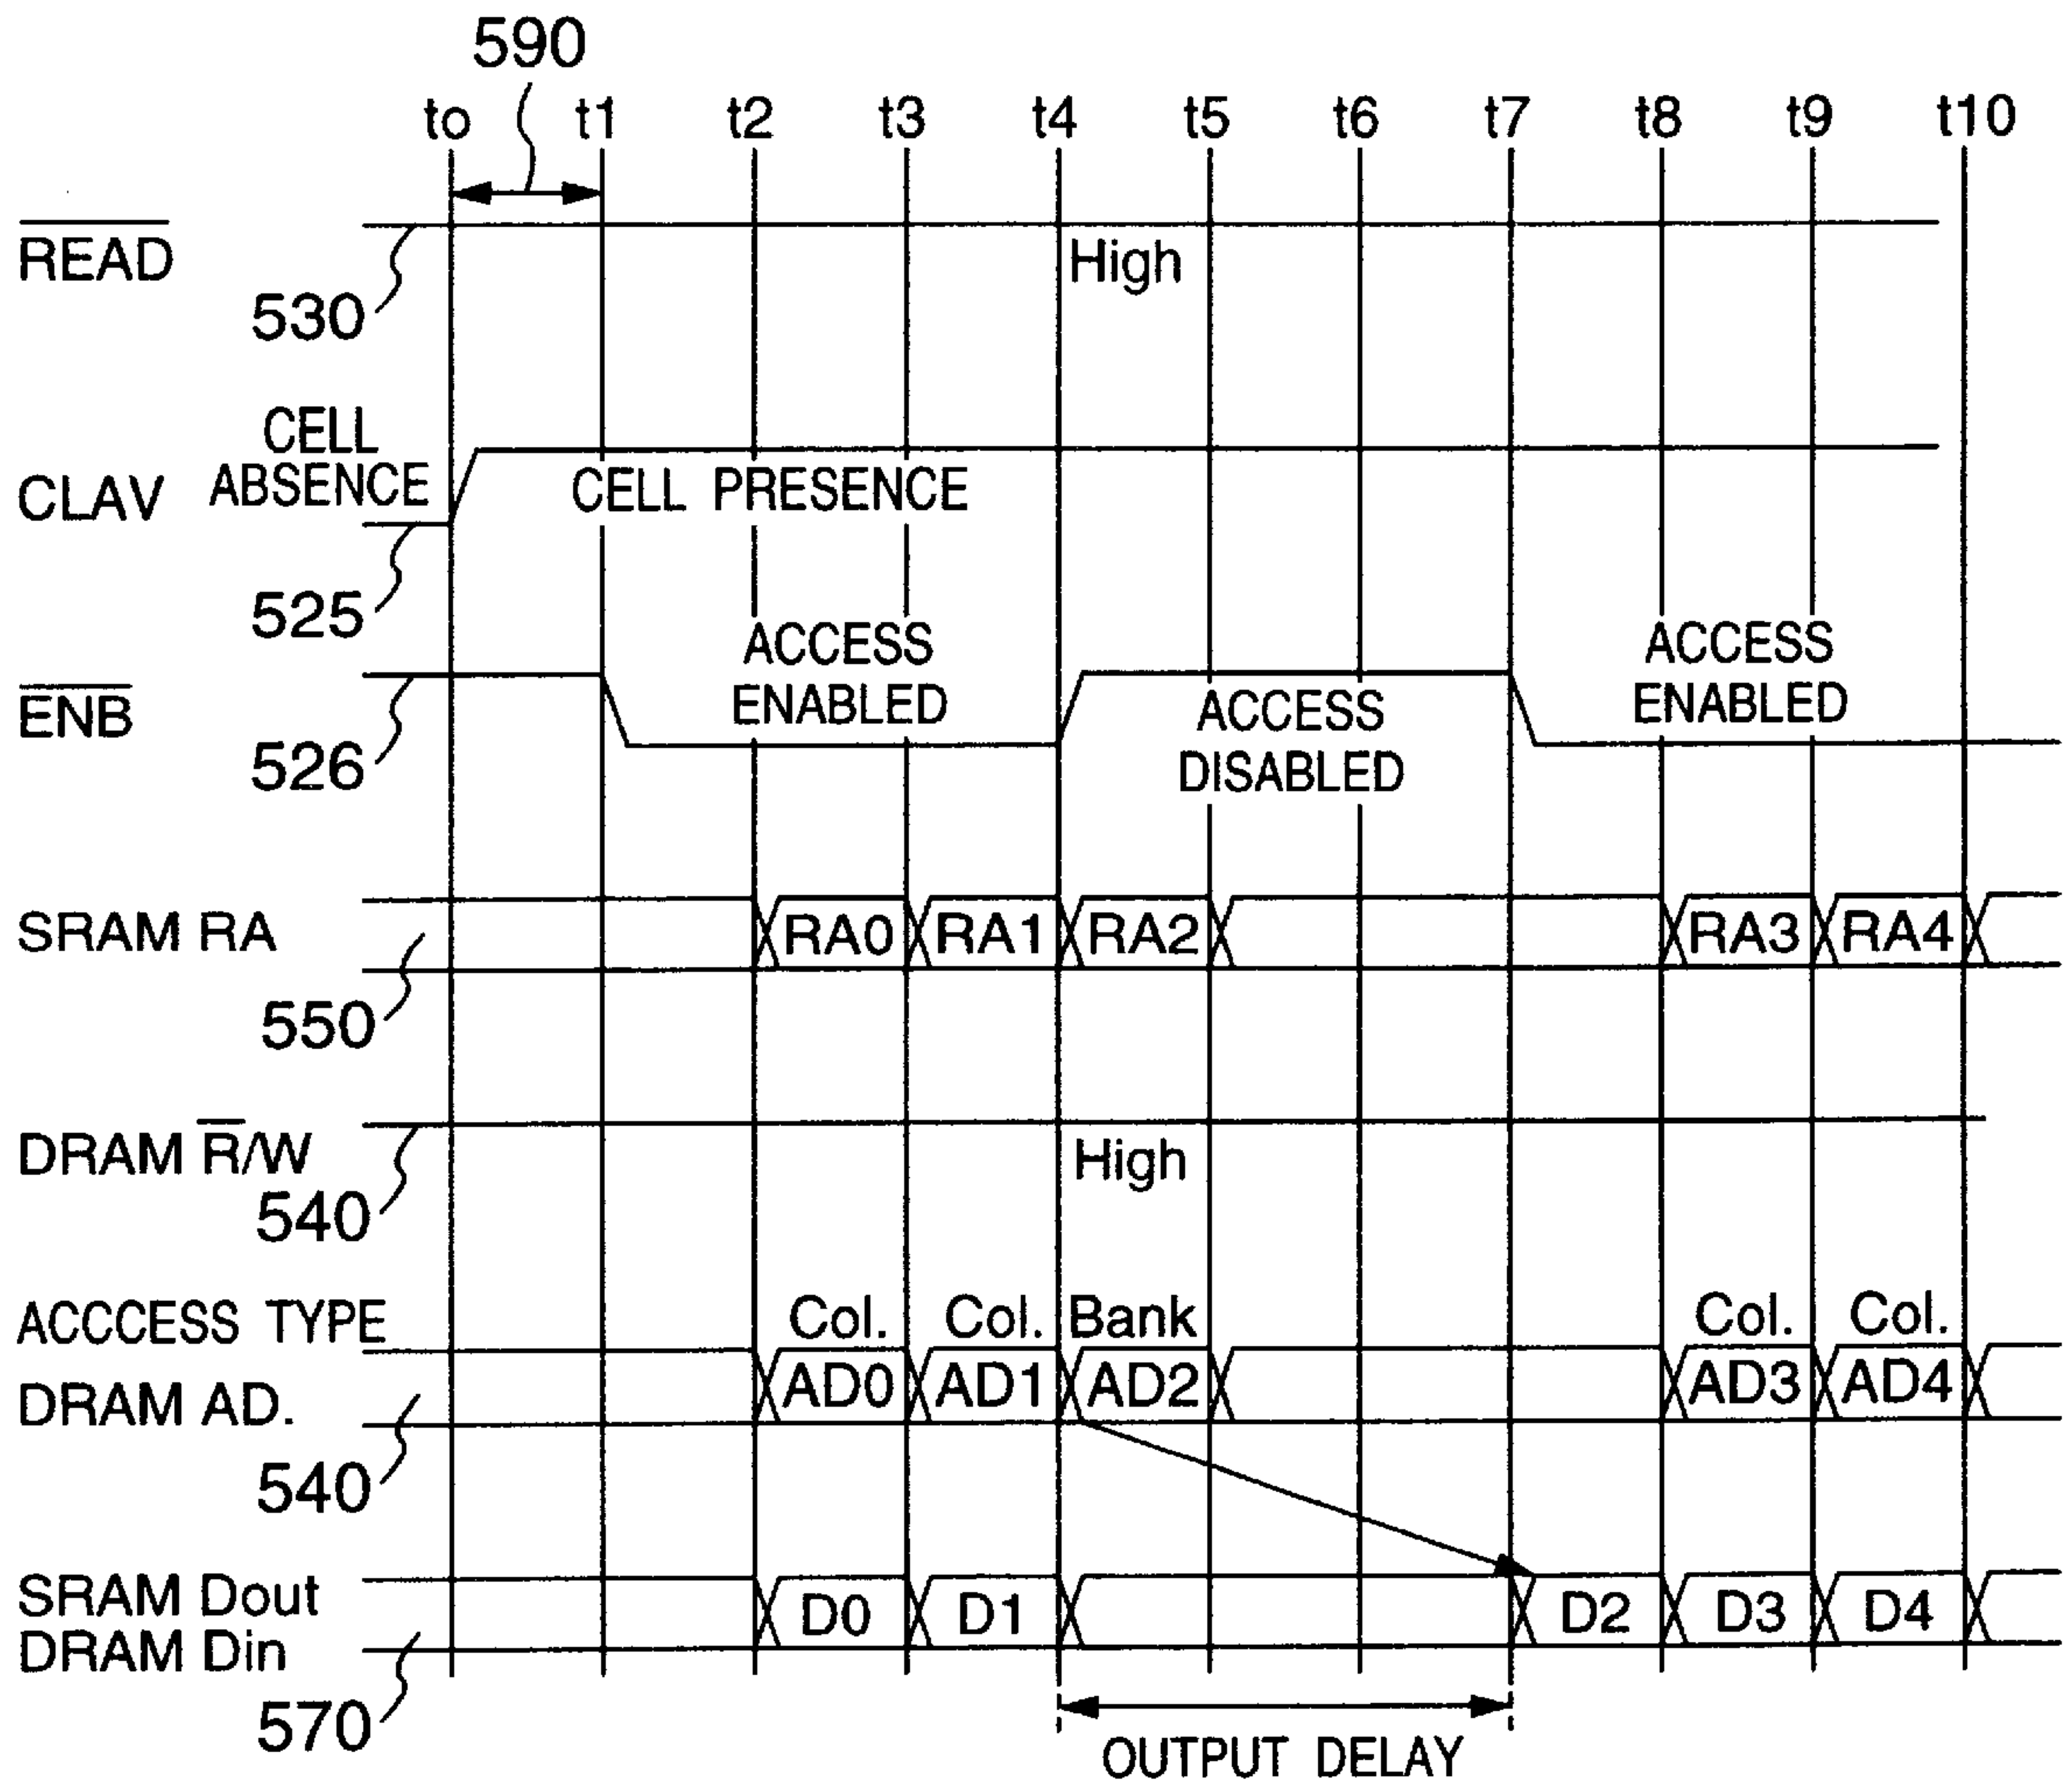 590
to t1 t2 t3 t4 t5 t6 t7 t8 t9 t10
READ
High
530
CELL
ABSENCE
CLAV
CELL PRESENCE
525
ACCESS
ENABLED
ACCESS
DISABLED
ACCESS
ENABLED
ENB
526
SRAM RA
RA0 RA1 RA2 RA3 RA4
550
DRAM R/W
High
540
ACCCESS TYPE
Col. Col. Bank Col. Col.
DRAM AD.
AD0 AD1 AD2 AD3 AD4
540
SRAM Dout
DRAM Din
D0 D1 D2 D3 D4
570
OUTPUT DELAY